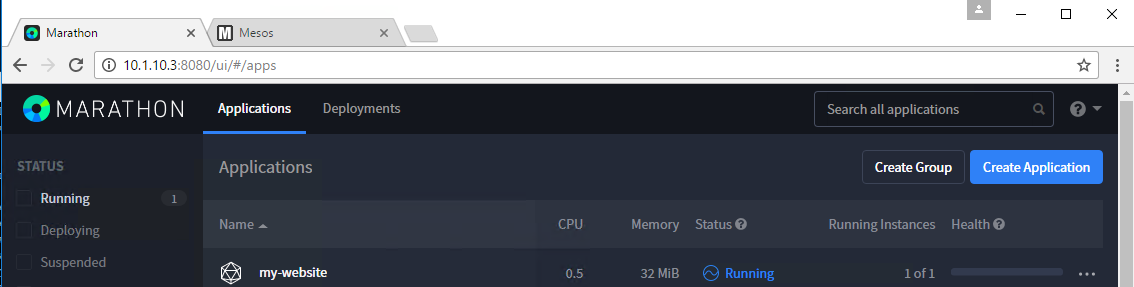 Marathon
Mesos
10.1.10.3:8080/ui/#/apps
MARATHON
Applications
Deployments
Search all applications
STATUS
Running 1
Deploying
Suspended
Applications
Create Group
Create Application
Name CPU Memory Status Running Instances Health
my-website 0.5 32 MiB Running 1 of 1